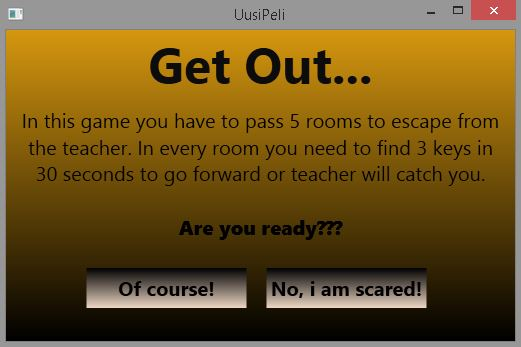 UusiPeli
Get Out...
In this game you have to pass 5 rooms to escape from
the teacher. In every room you need to find 3 keys in
30 seconds to go forward or teacher will catch you.
Are you ready???
Of course!
No, i am scared!